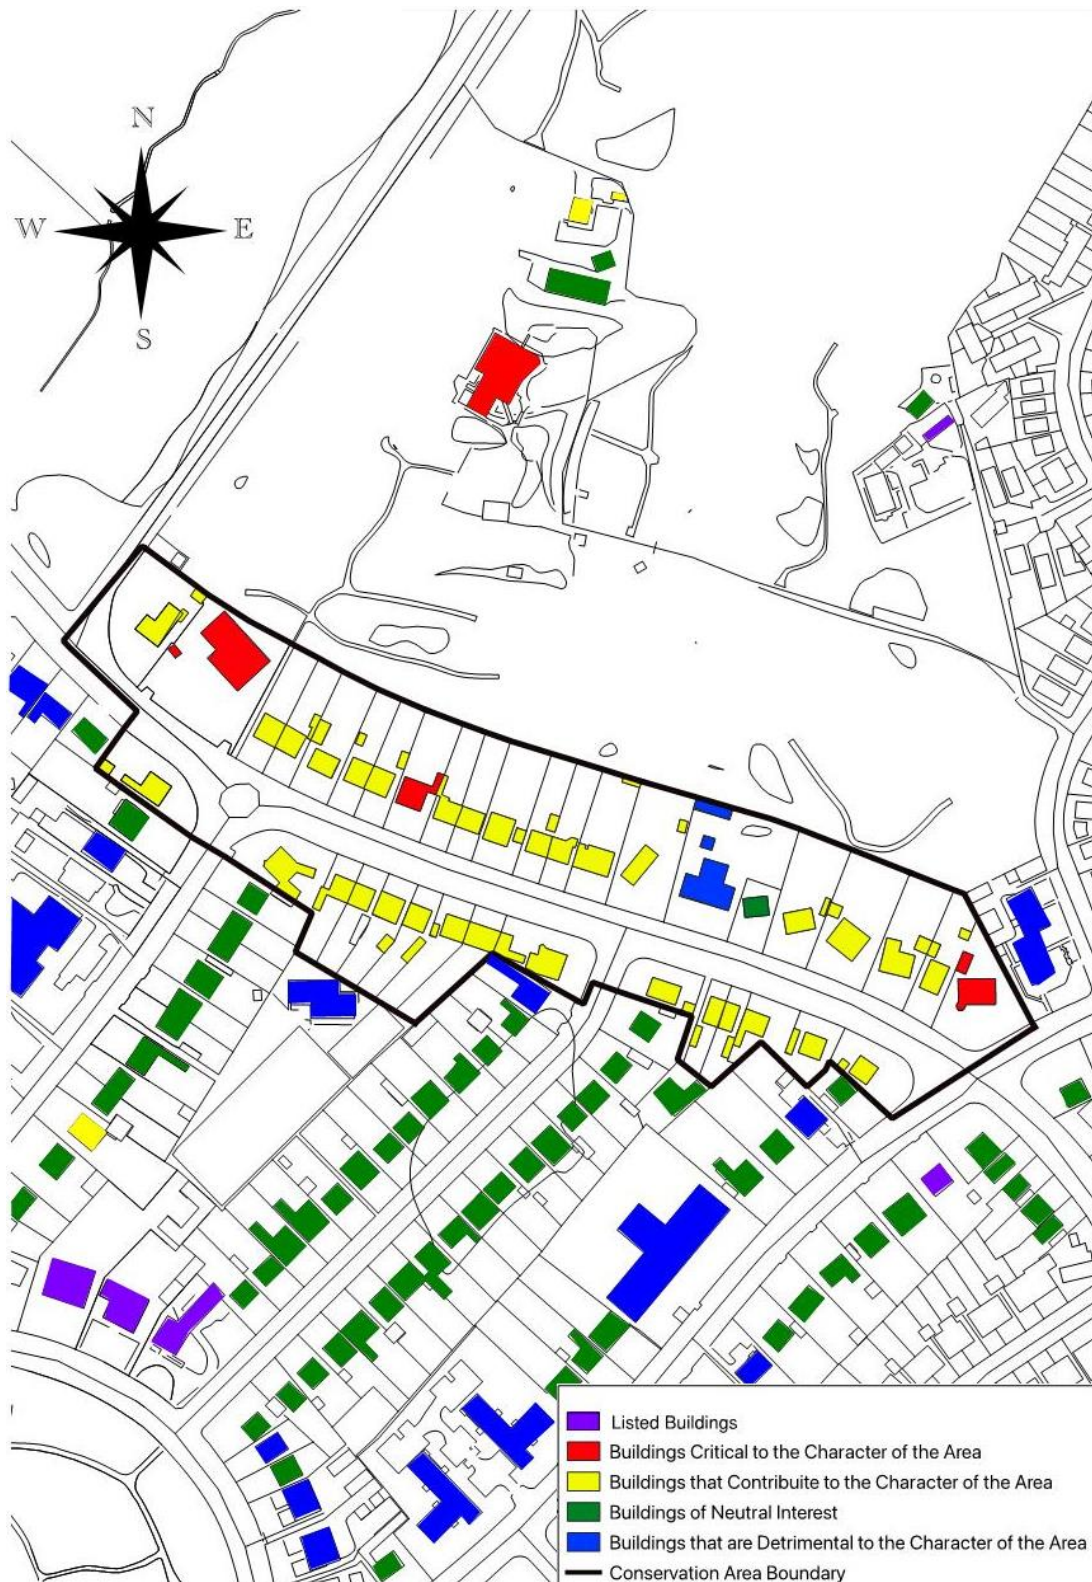 N
W E
S
Listed Buildings
Buildings Critical to the Character of the Area
Buildings that Contribuite to the Character of the Area
Buildings of Neutral Interest
Buildings that are Detrimental to the Character of the Area
Conservation Area Boundary